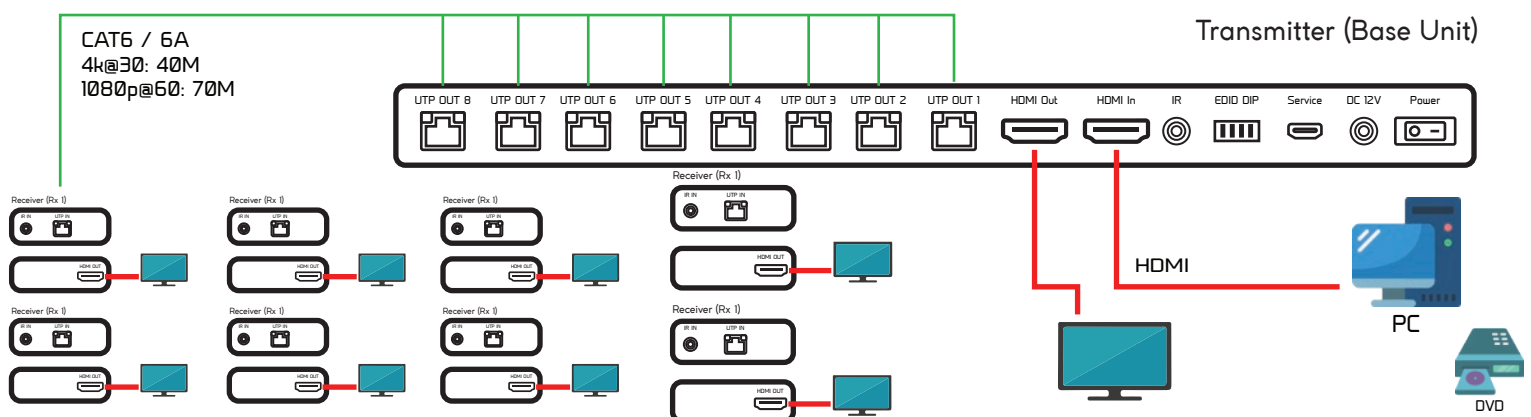 Transmitter (Base Unit)
CAT6 / 6A
4k@30: 40M
1080p@60: 70M
UTP OUT 8 UTP OUT 7 UTP OUT 6 UTP OUT 5 UTP OUT 4 UTP OUT 3 UTP OUT 2 UTP OUT 1 HDMI Out HDMI In IR EDID DIP Service DC 12V Power
Receiver (Rx 1) Receiver (Rx 1) Receiver (Rx 1) Receiver (Rx 1)
IR IN UTP IN IR IN UTP IN IR IN UTP IN IR IN UTP IN
HDMI OUT HDMI OUT HDMI OUT HDMI OUT
HDMI
PC
Receiver (Rx 1) Receiver (Rx 1) Receiver (Rx 1) Receiver (Rx 1)
IR IN UTP IN IR IN UTP IN IR IN UTP IN IR IN UTP IN
HDMI OUT HDMI OUT HDMI OUT HDMI OUT
DVD